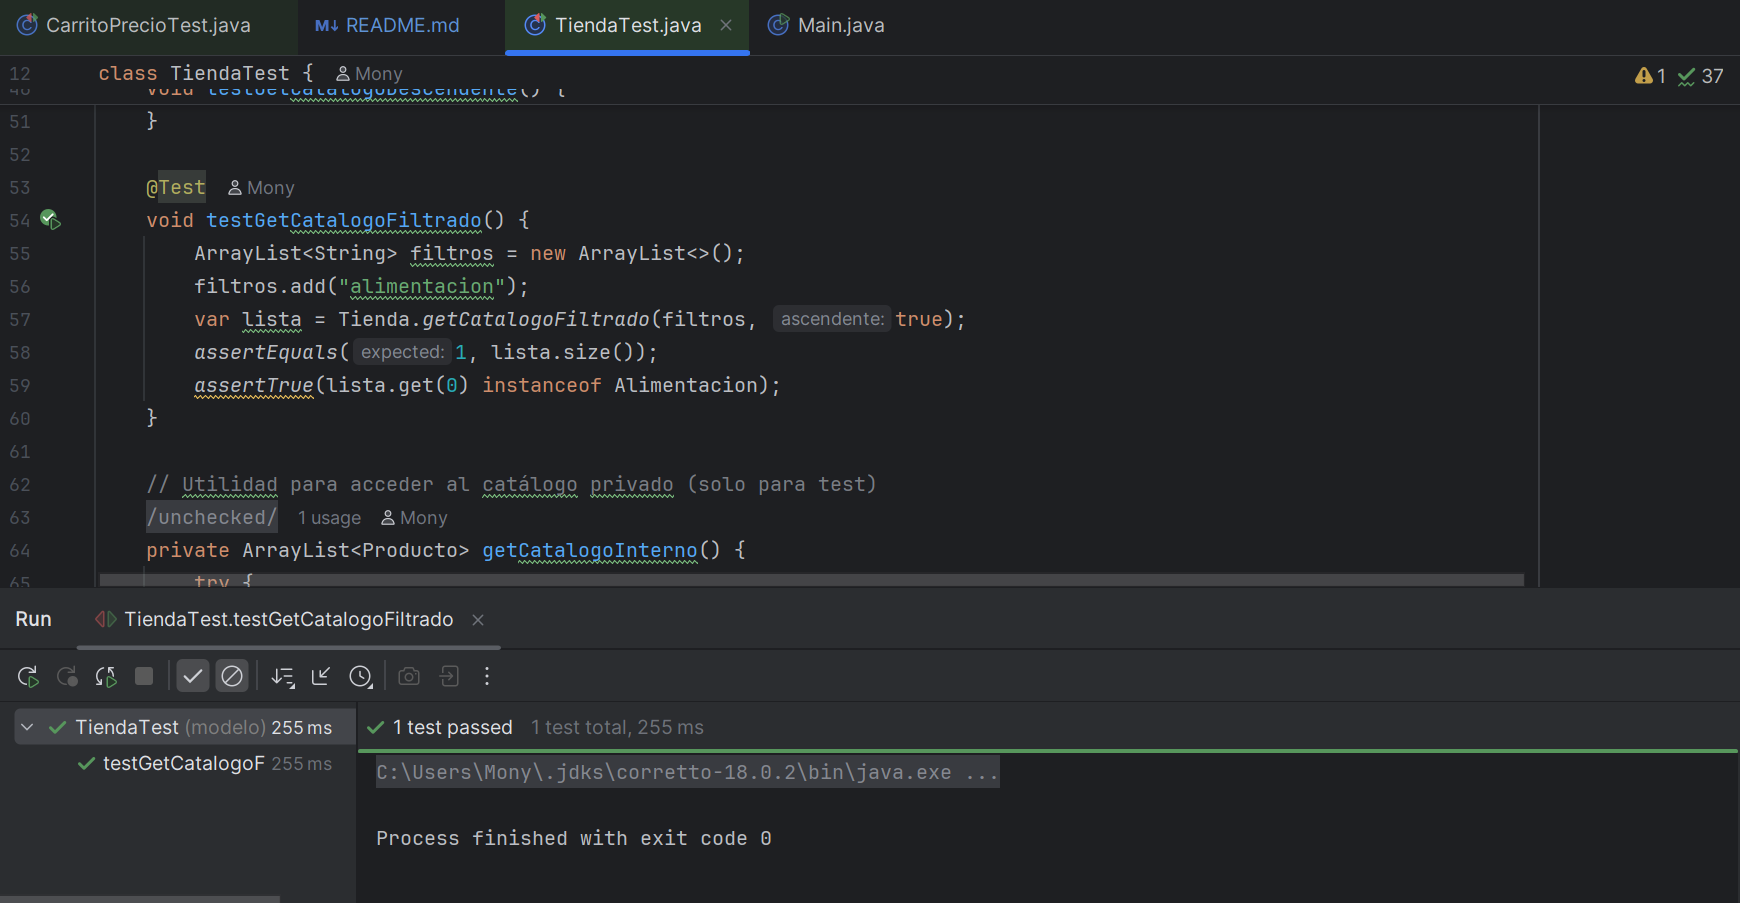 CarritoPrecioTest.java README.md TiendaTest.java Main.java
12 class TiendaTest { Mony 1 37
void testGetCatalogoDescendente() {
51 }
52
53 @Test Mony
54 void testGetCatalogoFiltrado() {
55 ArrayList<String> filtros = new ArrayList<>();
56 filtros.add("alimentacion");
57 var lista = Tienda.getCatalogoFiltrado(filtros, ascendente: true);
58 assertEquals( expected: 1, lista.size());
59 assertTrue(lista.get(0) instanceof Alimentacion);
60 }
61
62 // Utilidad para acceder al catálogo privado (solo para test)
63 /unchecked/ 1 usage Mony
64 private ArrayList<Producto> getCatalogoInterno() {
65 try {
Run TiendaTest.testGetCatalogoFiltrado
TiendaTest (modelo) 255 ms
testGetCatalogoF 255 ms
1 test passed 1 test total, 255 ms
C:\Users\Mony\.jdks\corretto-18.0.2\bin\java.exe ...
Process finished with exit code 0